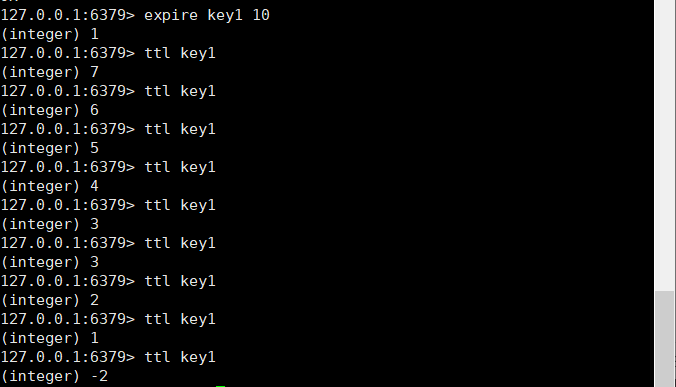 127.0.0.1:6379> expire key1 10
(integer) 1
127.0.0.1:6379> ttl key1
(integer) 7
127.0.0.1:6379> ttl key1
(integer) 6
127.0.0.1:6379> ttl key1
(integer) 5
127.0.0.1:6379> ttl key1
(integer) 4
127.0.0.1:6379> ttl key1
(integer) 3
127.0.0.1:6379> ttl key1
(integer) 3
127.0.0.1:6379> ttl key1
(integer) 2
127.0.0.1:6379> ttl key1
(integer) 1
127.0.0.1:6379> ttl key1
(integer) -2